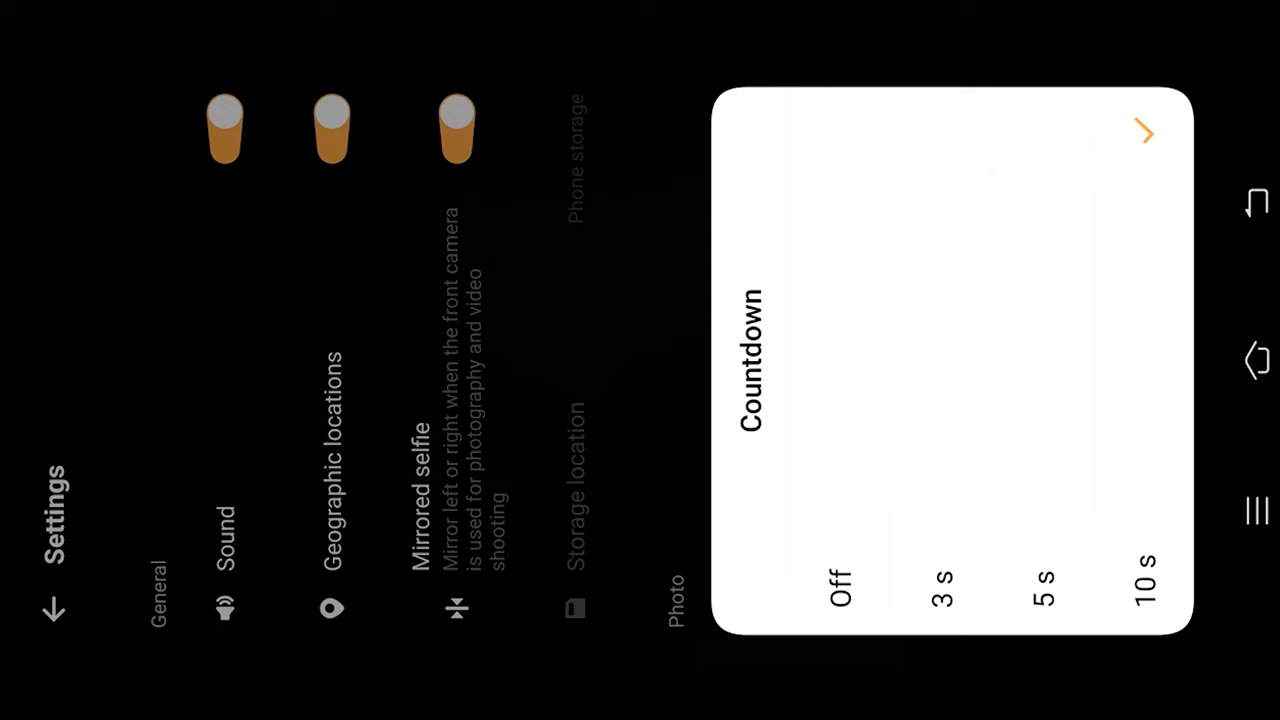 Settings
General
Sound
Geographic locations
Mirrored selfie
Mirror left or right when the front camera
is used for photography and video
shooting
Storage location
Phone storage
Photo
Countdown
Off
3 s
5 s
10 s